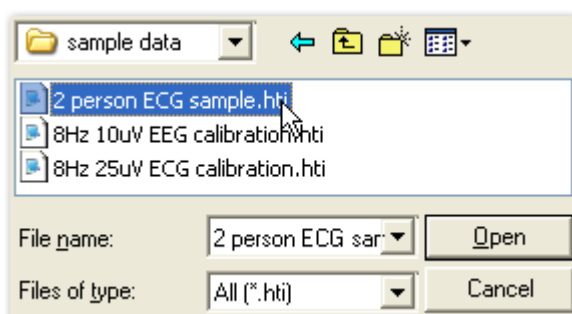 sample data
2 person ECG sample.hti
8Hz 10uV EEG calibration.hti
8Hz 25uV ECG calibration.hti
File name: 2 person ECG sar Open
Files of type: All (*.hti) Cancel